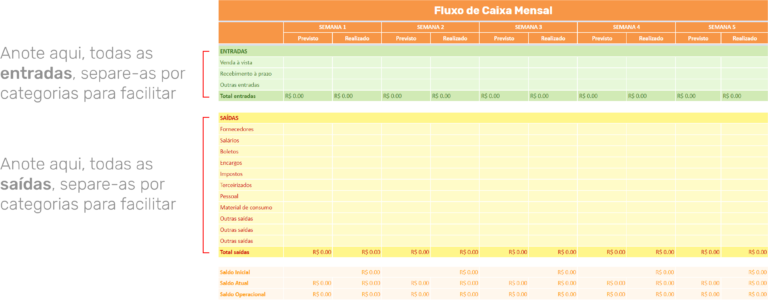 Fluxo de Caixa Mensal
SEMANA 1 SEMANA 2 SEMANA 3 SEMANA 4 SEMANA 5
Previsto Realizado Previsto Realizado Previsto Realizado Previsto Realizado Previsto Realizado
Anote aqui, todas as
entradas, separe-as por
categorias para facilitar
ENTRADAS
Venda à vista
Recebimento à prazo
Outras entradas
Total entradas R$ 0.00 R$ 0.00 R$ 0.00 R$ 0.00 R$ 0.00 R$ 0.00 R$ 0.00 R$ 0.00 R$ 0.00 R$ 0.00
Anote aqui, todas as
saídas, separe-as por
categorias para facilitar
SAÍDAS
Fornecedores
Salários
Boletos
Encargos
Impostos
Terceirizados
Pessoal
Material de consumo
Outras saídas
Outras saídas
Outras saídas
Total saídas R$ 0.00 R$ 0.00 R$ 0.00 R$ 0.00 R$ 0.00 R$ 0.00 R$ 0.00 R$ 0.00 R$ 0.00 R$ 0.00
Saldo Inicial R$ 0.00 R$ 0.00 R$ 0.00 R$ 0.00 R$ 0.00
Saldo Atual R$ 0.00 R$ 0.00 R$ 0.00 R$ 0.00 R$ 0.00 R$ 0.00 R$ 0.00 R$ 0.00 R$ 0.00 R$ 0.00
Saldo Operacional R$ 0.00 R$ 0.00 R$ 0.00 R$ 0.00 R$ 0.00 R$ 0.00 R$ 0.00 R$ 0.00 R$ 0.00 R$ 0.00